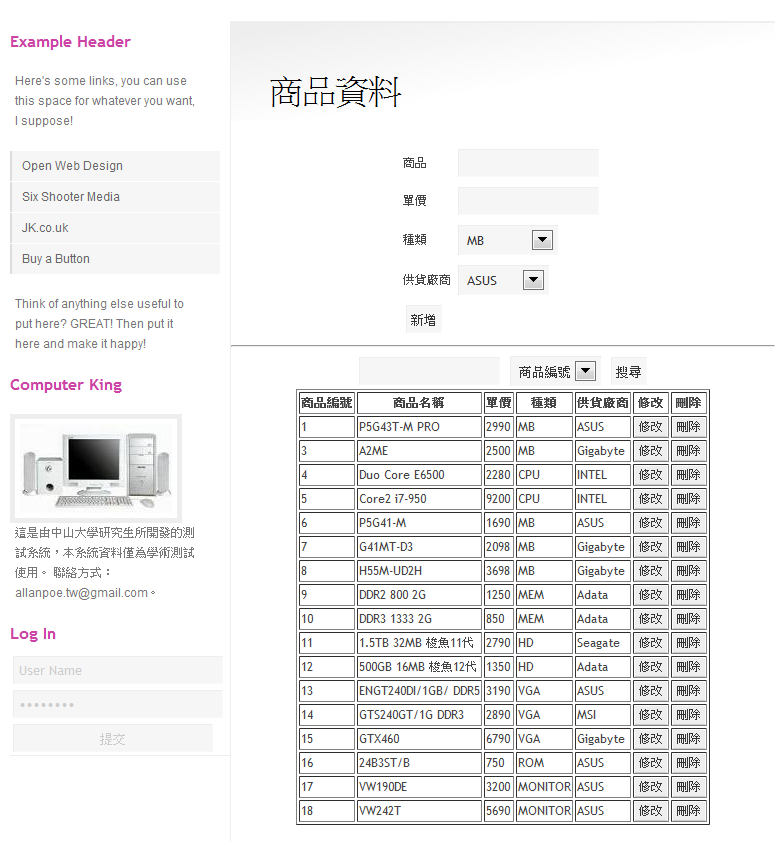 Example Header
Here's some links, you can use
this space for whatever you want,
I suppose!
Open Web Design
Six Shooter Media
JK.co.uk
Buy a Button
Think of anything else useful to
put here? GREAT! Then put it
here and make it happy!
Computer King
這是由中山大學研究生所開發的測
試系統，本系統資料僅為學術測試
使用。 聯絡方式：
allanpoe.tw@gmail.com。
Log In
User Name
••••••••
提交
商品資料
商品
單價
種類 MB
供貨廠商 ASUS
新增
商品編號 搜尋
商品編號 商品名稱 單價 種類 供貨廠商 修改 刪除
1 P5G43T-M PRO 2990 MB ASUS 修改 刪除
3 A2ME 2500 MB Gigabyte 修改 刪除
4 Duo Core E6500 2280 CPU INTEL 修改 刪除
5 Core2 i7-950 9200 CPU INTEL 修改 刪除
6 P5G41-M 1690 MB ASUS 修改 刪除
7 G41MT-D3 2098 MB Gigabyte 修改 刪除
8 H55M-UD2H 3698 MB Gigabyte 修改 刪除
9 DDR2 800 2G 1250 MEM Adata 修改 刪除
10 DDR3 1333 2G 850 MEM Adata 修改 刪除
11 1.5TB 32MB 梭魚11代 2790 HD Seagate 修改 刪除
12 500GB 16MB 梭魚12代 1350 HD Adata 修改 刪除
13 ENGT240DI/1GB/ DDR5 3190 VGA ASUS 修改 刪除
14 GTS240GT/1G DDR3 2890 VGA MSI 修改 刪除
15 GTX460 6790 VGA Gigabyte 修改 刪除
16 24B3ST/B 750 ROM ASUS 修改 刪除
17 VW190DE 3200 MONITOR ASUS 修改 刪除
18 VW242T 5690 MONITOR ASUS 修改 刪除